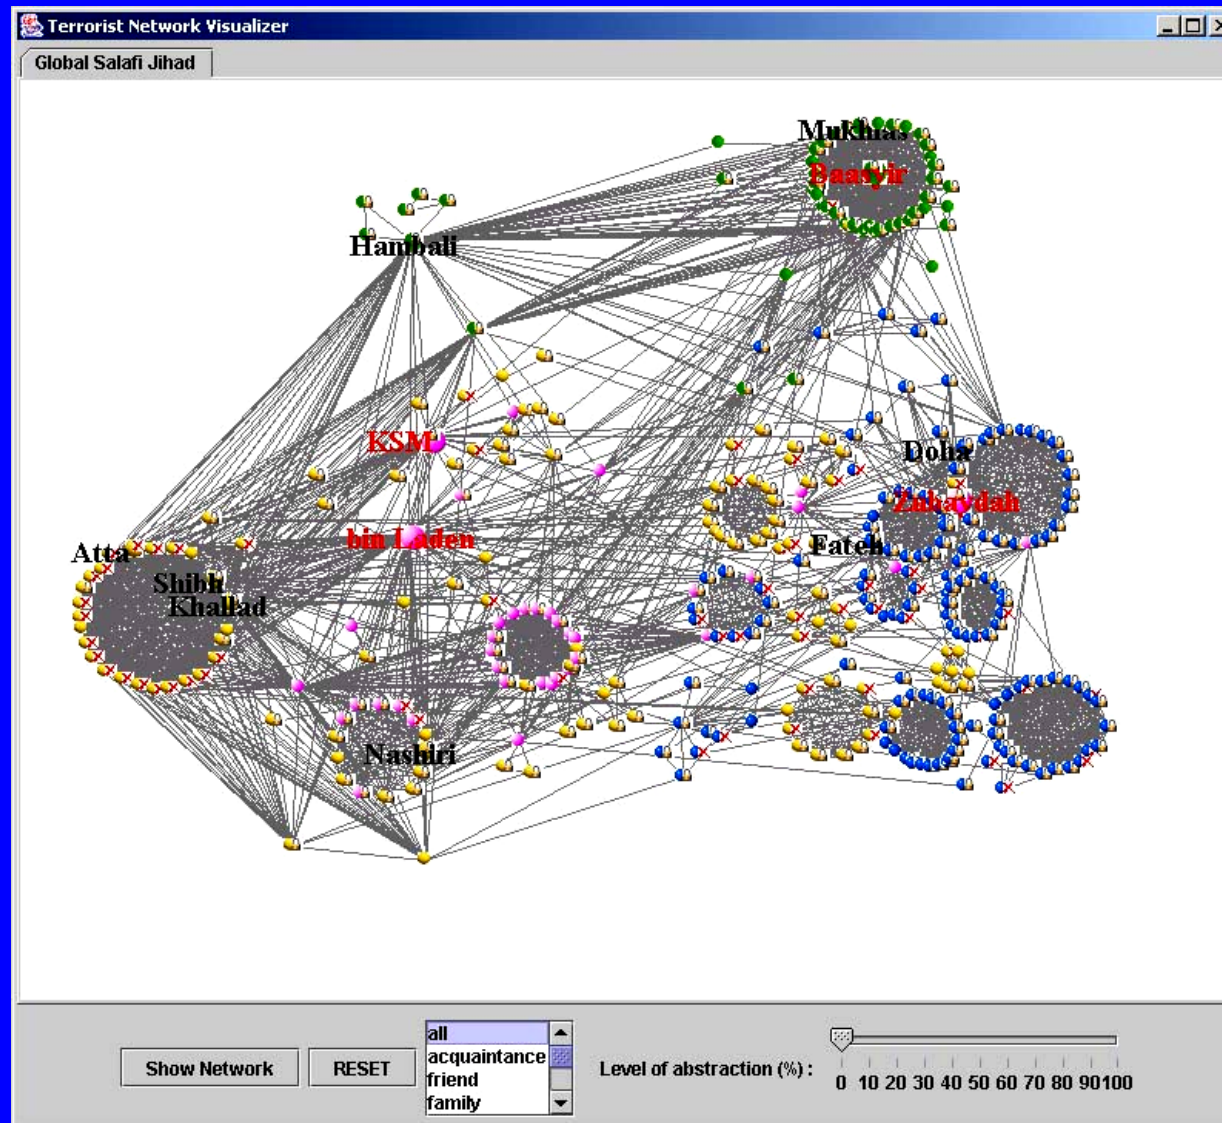 Terrorist Network Visualizer
Global Salafi Jihad
Mukhlas
Baasyir
Hambali
KSM
Doha
Zubaydah
bin Laden
Fateh
Atta
Shibh
Khallad
Nashiri
all
acquaintance
friend
family
Show Network
RESET
Level of abstraction (%) :
0 10 20 30 40 50 60 70 80 90100